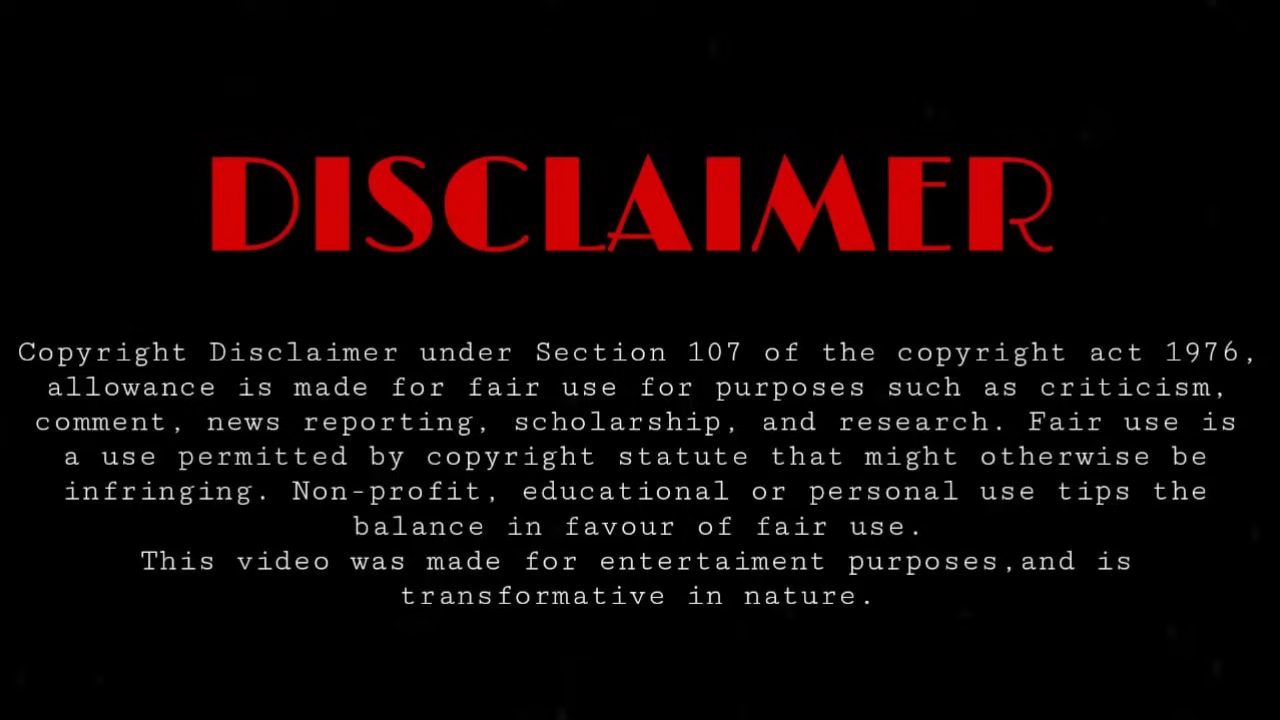 DISCLAIMER
Copyright Disclaimer under Section 107 of the copyright act 1976,
allowance is made for fair use for purposes such as criticism,
comment, news reporting, scholarship, and research. Fair use is
a use permitted by copyright statute that might otherwise be
infringing. Non-profit, educational or personal use tips the
balance in favour of fair use.
This video was made for entertaiment purposes,and is
transformative in nature.